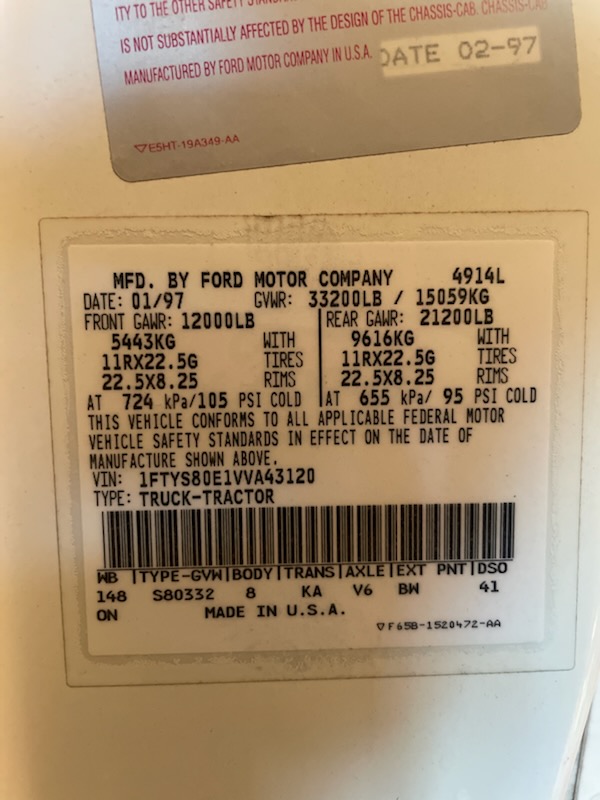 ITY TO THE OTHER SAFETY
IS NOT SUBSTANTIALLY AFFECTED BY THE DESIGN OF THE CHASSIS-CAB. CHASSIS-CAB
MANUFACTURED BY FORD MOTOR COMPANY IN U.S.A. DATE 02-97
▽E5HT-19A349-AA
MFD. BY FORD MOTOR COMPANY 4914L
DATE: 01/97 GVWR: 33200LB / 15059KG
FRONT GAWR: 12000LB REAR GAWR: 21200LB
5443KG WITH 9616KG WITH
11RX22.5G TIRES 11RX22.5G TIRES
22.5X8.25 RIMS 22.5X8.25 RIMS
AT 724 kPa/105 PSI COLD AT 655 kPa/ 95 PSI COLD
THIS VEHICLE CONFORMS TO ALL APPLICABLE FEDERAL MOTOR
VEHICLE SAFETY STANDARDS IN EFFECT ON THE DATE OF
MANUFACTURE SHOWN ABOVE.
VIN: 1FTYS80E1VVA43120
TYPE: TRUCK-TRACTOR
WB TYPE-GVW BODY TRANS AXLE EXT PNT DSO
148 S80332 8 KA V6 BW 41
ON MADE IN U.S.A.
▽F65B-1520472-AA